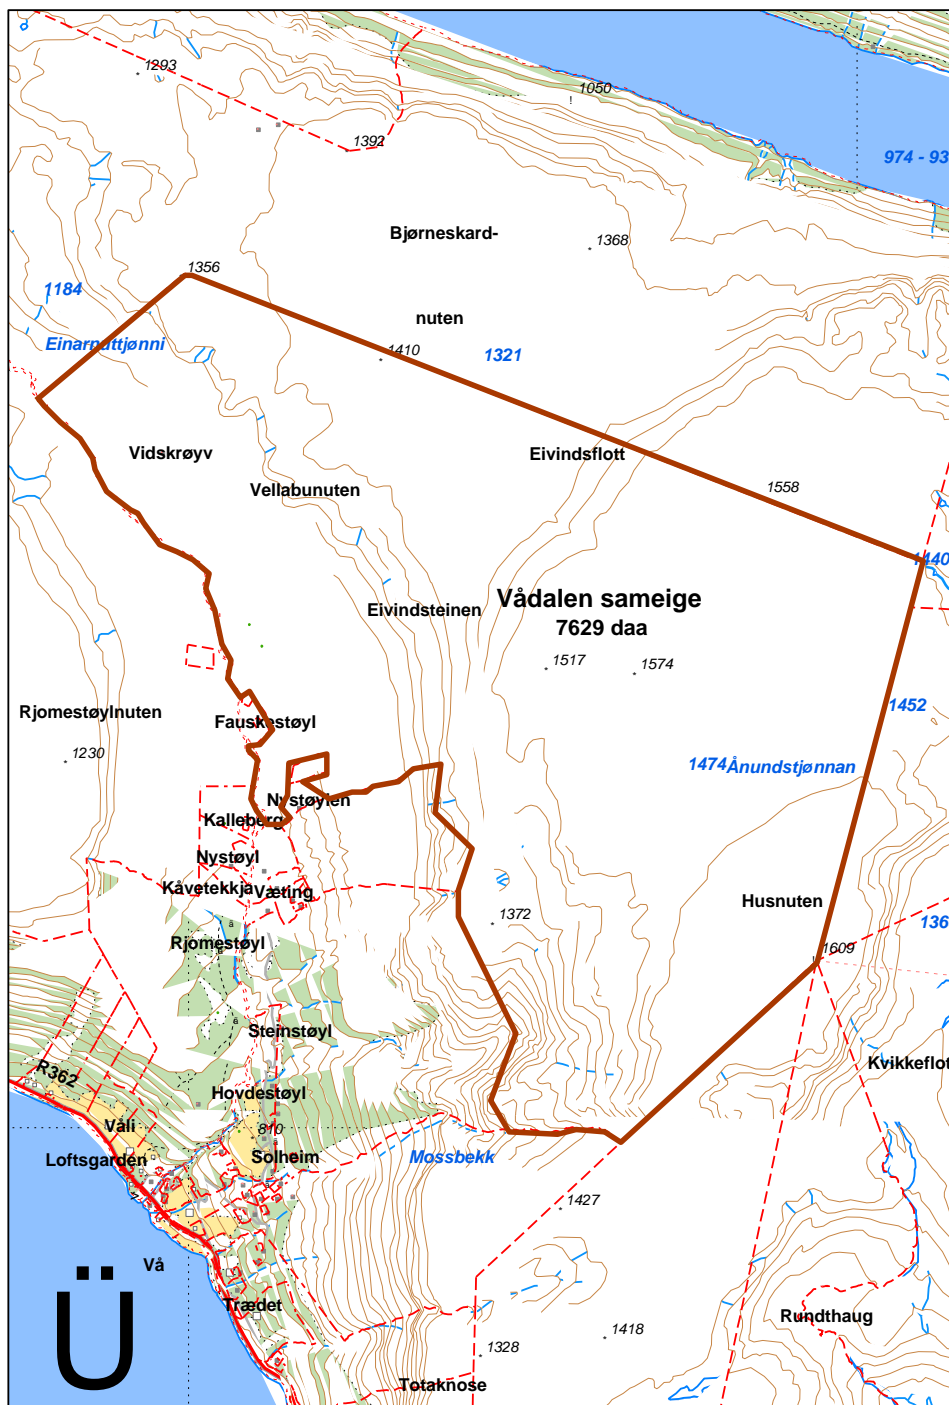 1293
1050
1392
974 - 93
Bjørneskard-
1368
1356
1184
nuten
Einarnuttjønni
1410
1321
Vidskrøyv
Eivindsflott
Vellabunuten
1558
1440
Vådalen sameige
7629 daa
Eivindsteinen
1517
1574
Rjomestøylnuten
Fauskestøyl
1452
1230
1474 Ånundstjønnan
Nystøylen
Kalleberg
Nystøyl
Kåvetekkja
Væting
Husnuten
1372
136
Rjomestøyl
1609
Steinstøyl
Kvikkeflot
R362
Hovdestøyl
Våli
810
Loftsgarden
Solheim
Mossbekk
1427
Vå
Ü
Trædet
Rundthaug
1418
1328
Totaknose